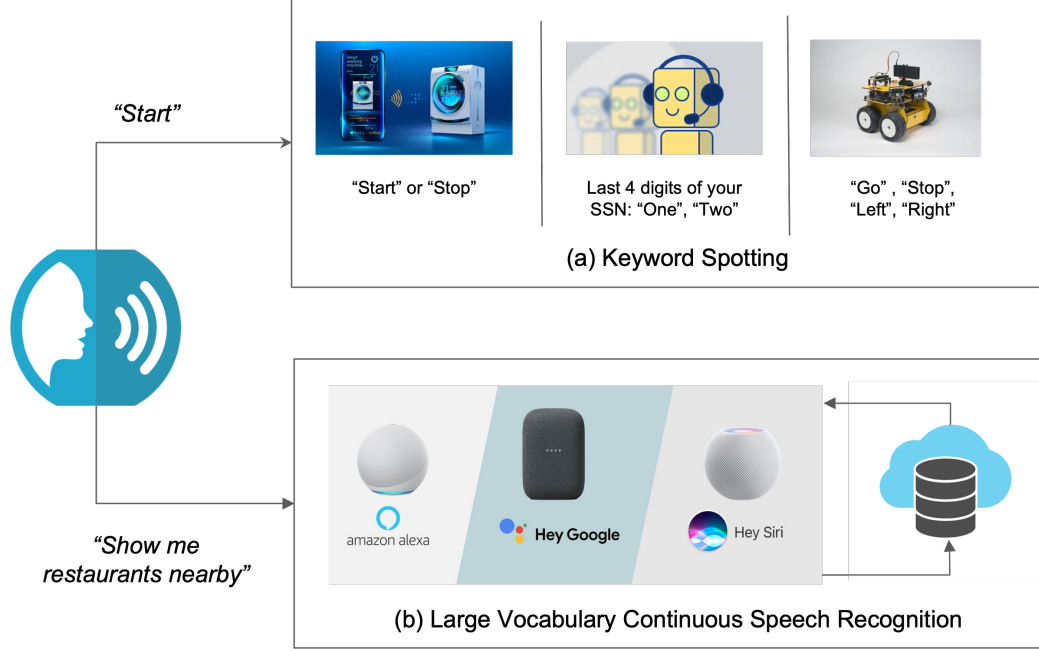 “Start”
“Start” or “Stop”
Last 4 digits of your
SSN: “One”, “Two”
“Go” , “Stop”,
“Left”, “Right”
(a) Keyword Spotting
amazon alexa
Hey Google
Hey Siri
“Show me
restaurants nearby”
(b) Large Vocabulary Continuous Speech Recognition